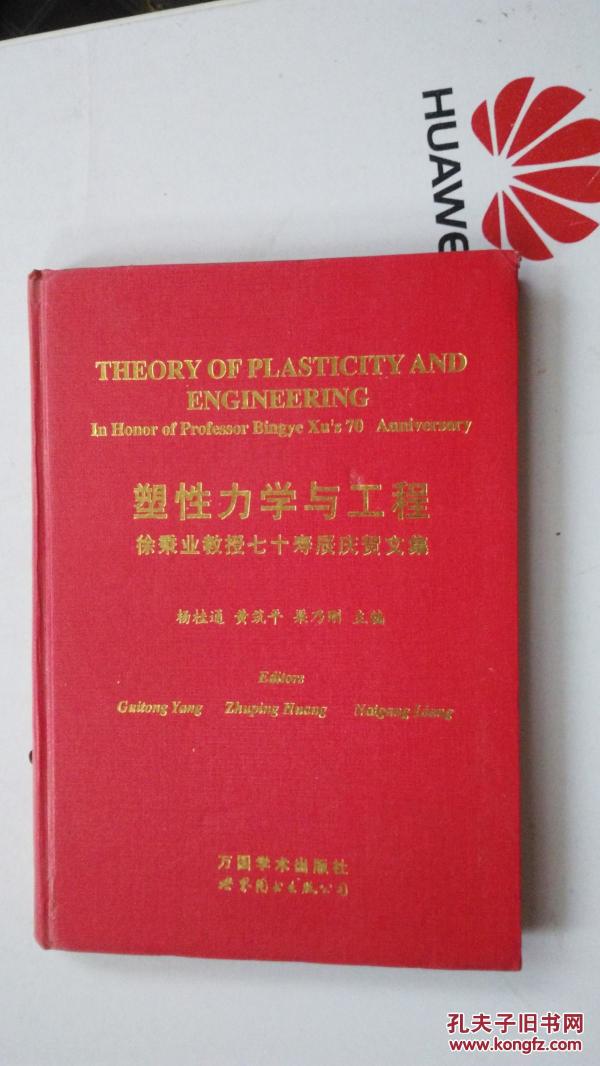 HUAWE
THEORY OF PLASTICITY AND
ENGINEERING
In Honor of Professor Bingye Xu's 70 Anniversary
塑性力学与工程
徐秉业教授七十寿辰庆贺文集
杨桂通 黄筑平 梁乃刚 主编
Editors
Guitong Yang Zhuping Huang Naigang Liang
万国学术出版社
世界图书出版公司
孔夫子旧书网
www.kongfz.com